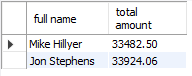 full name total amount
Mike Hillyer 33482.50
Jon Stephens 33924.06